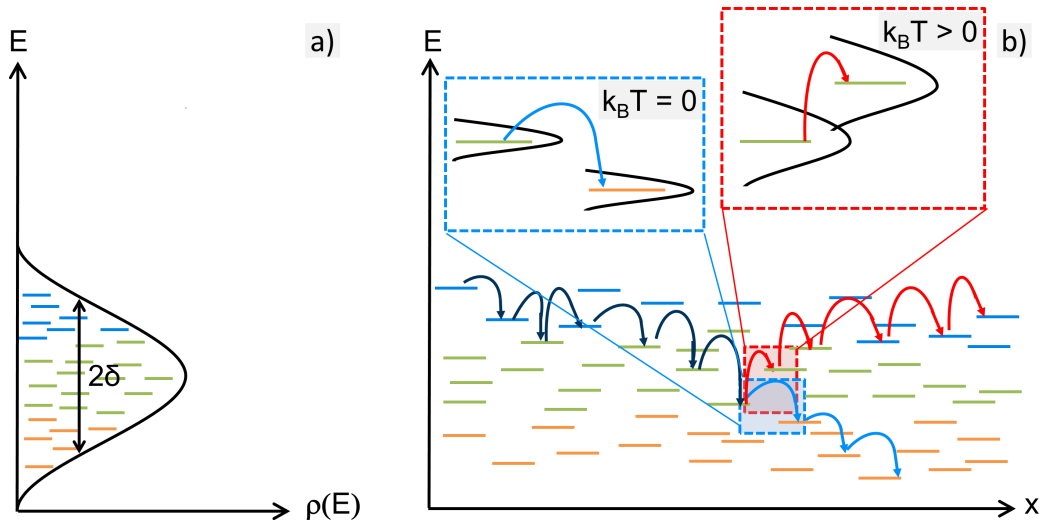 E
a)
2δ
ρ(E)
E
b)
k_BT = 0
k_BT > 0
x